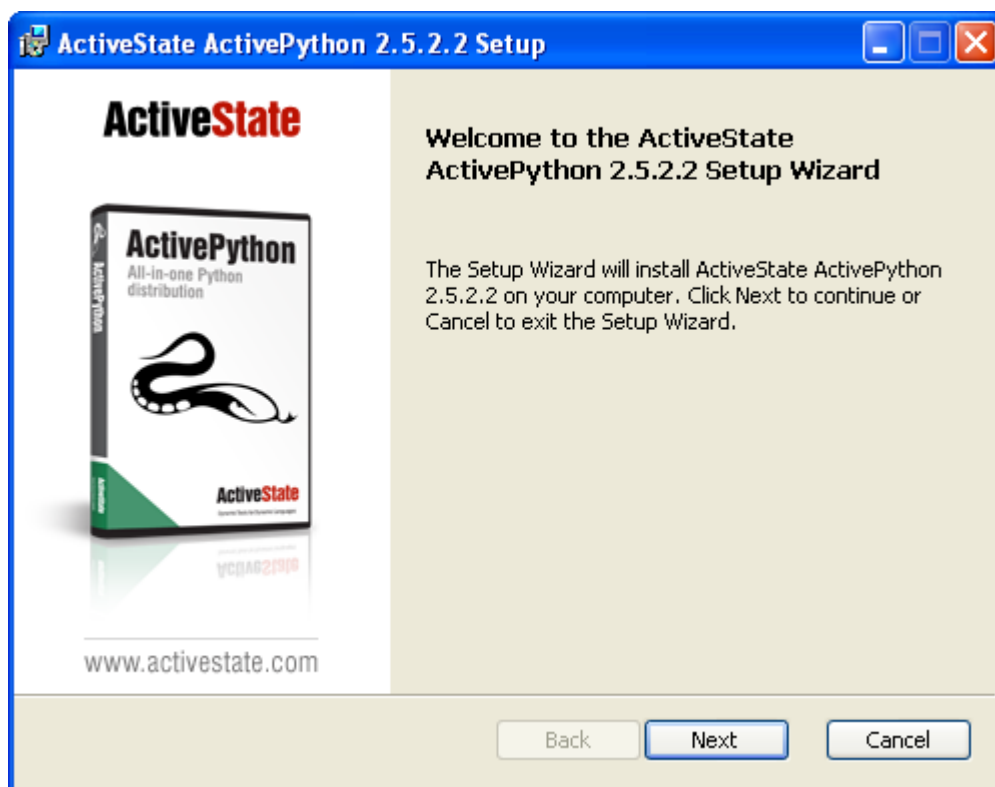 ActiveState ActivePython 2.5.2.2 Setup
ActiveState
Welcome to the ActiveState
ActivePython 2.5.2.2 Setup Wizard
ActivePython
All-in-one Python
distribution
ActivePython
The Setup Wizard will install ActiveState ActivePython
2.5.2.2 on your computer. Click Next to continue or
Cancel to exit the Setup Wizard.
ActiveState
ActiveState
www.activestate.com
Back
Next
Cancel